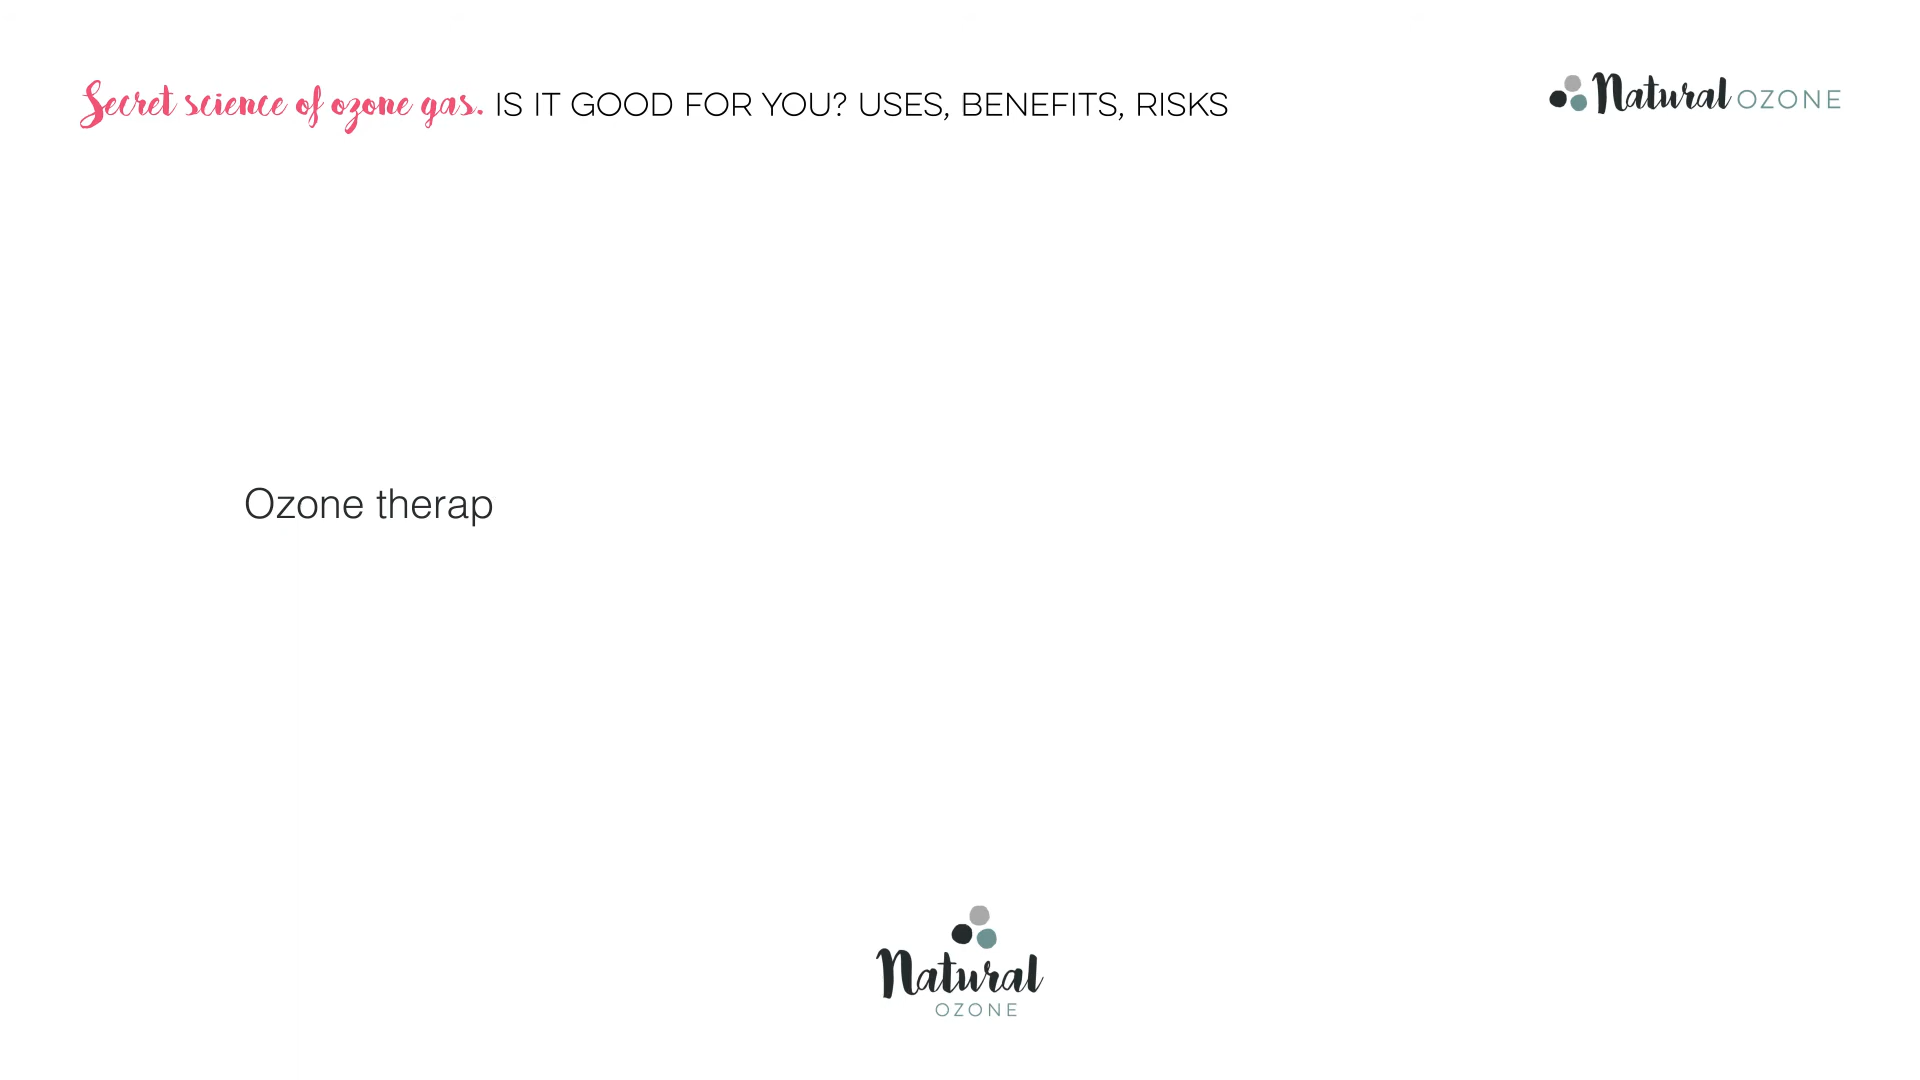 Secret science of ozone gas. IS IT GOOD FOR YOU? USES, BENEFITS, RISKS
Natural OZONE
Ozone therap
Natural
OZONE